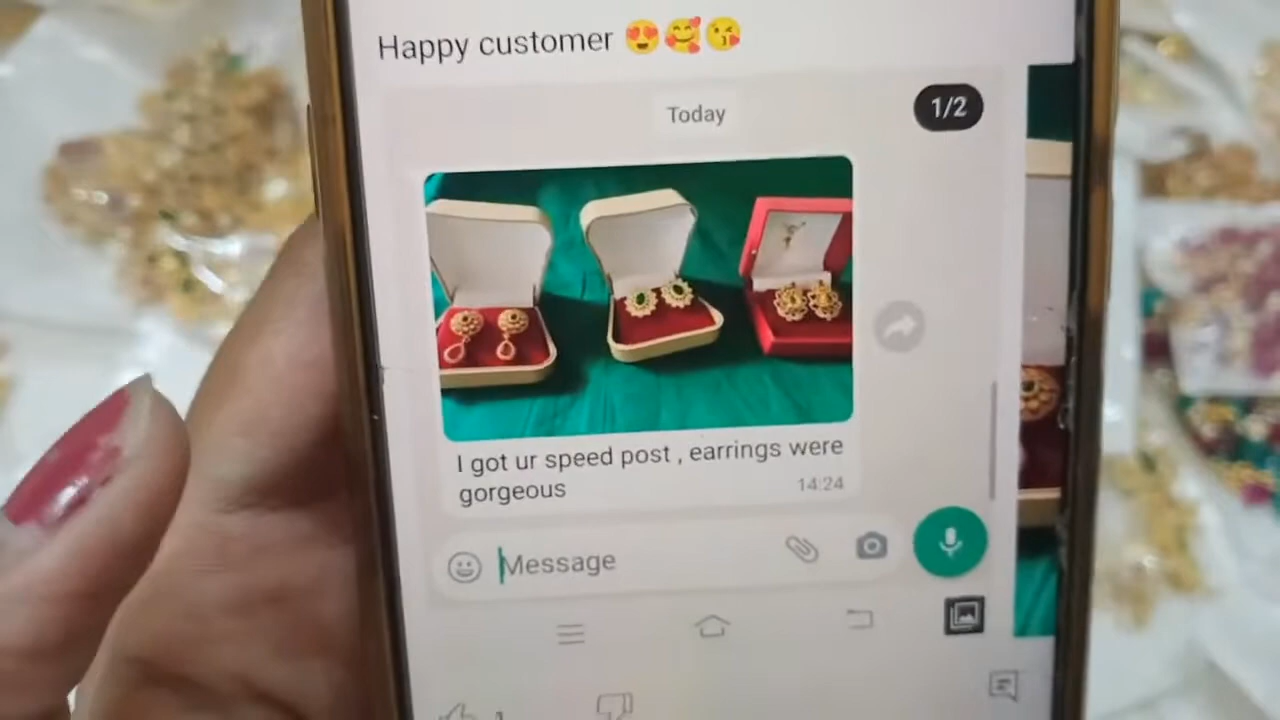 Happy customer 😍🥰😘
Today
1/2
I got ur speed post , earrings were
gorgeous
14:24
Message